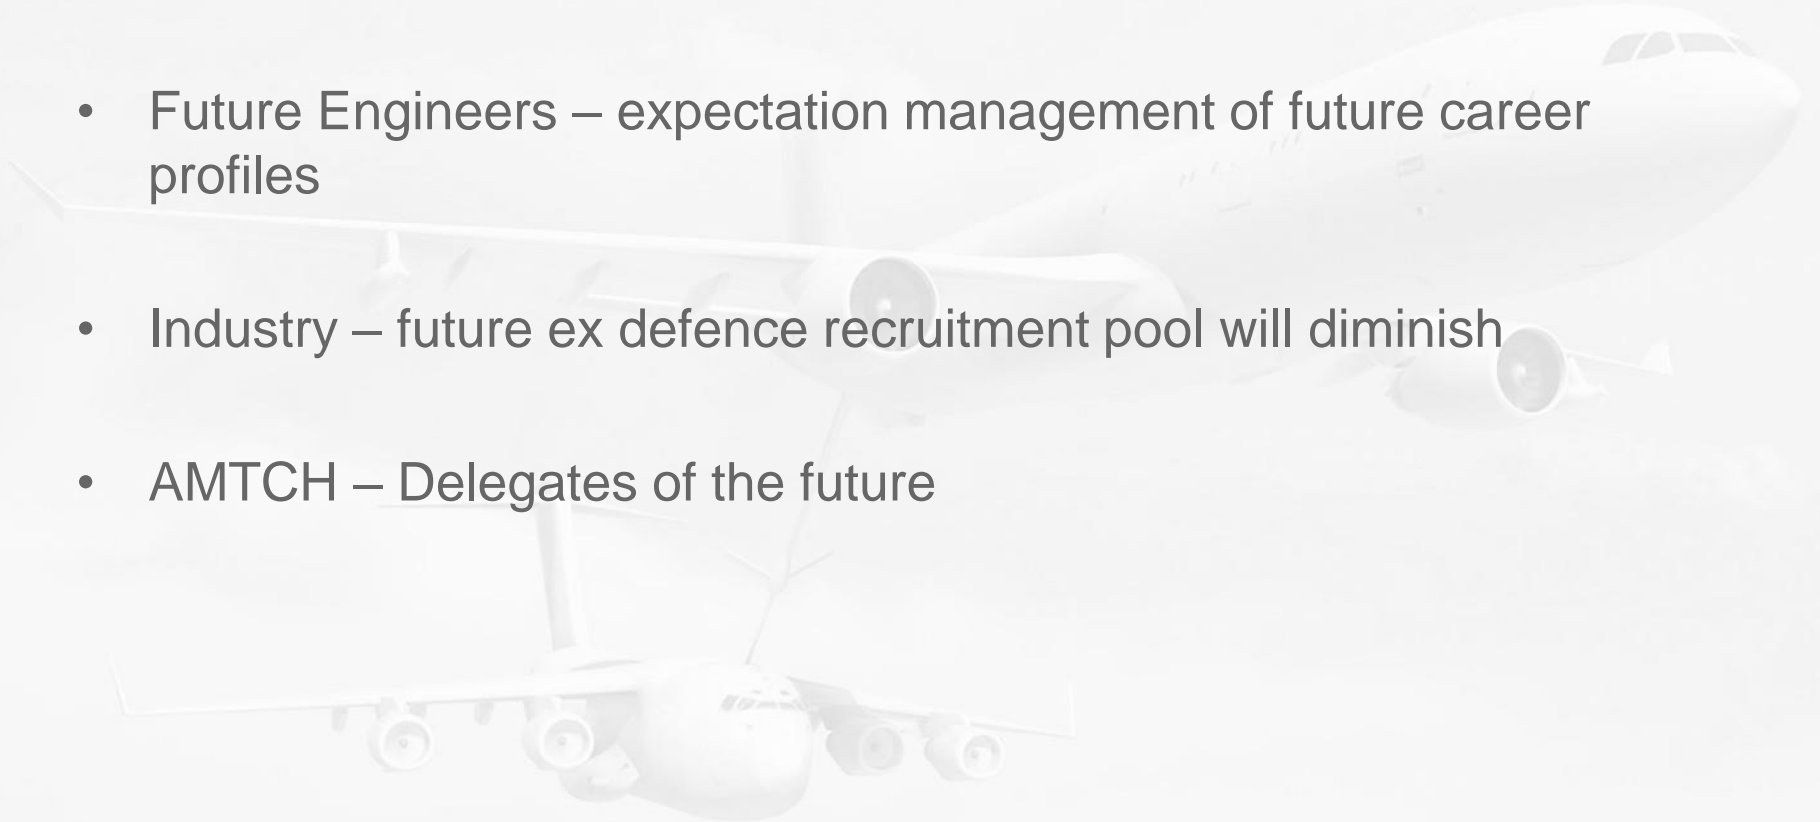 • Future Engineers – expectation management of future career
profiles
• Industry – future ex defence recruitment pool will diminish
• AMTCH – Delegates of the future